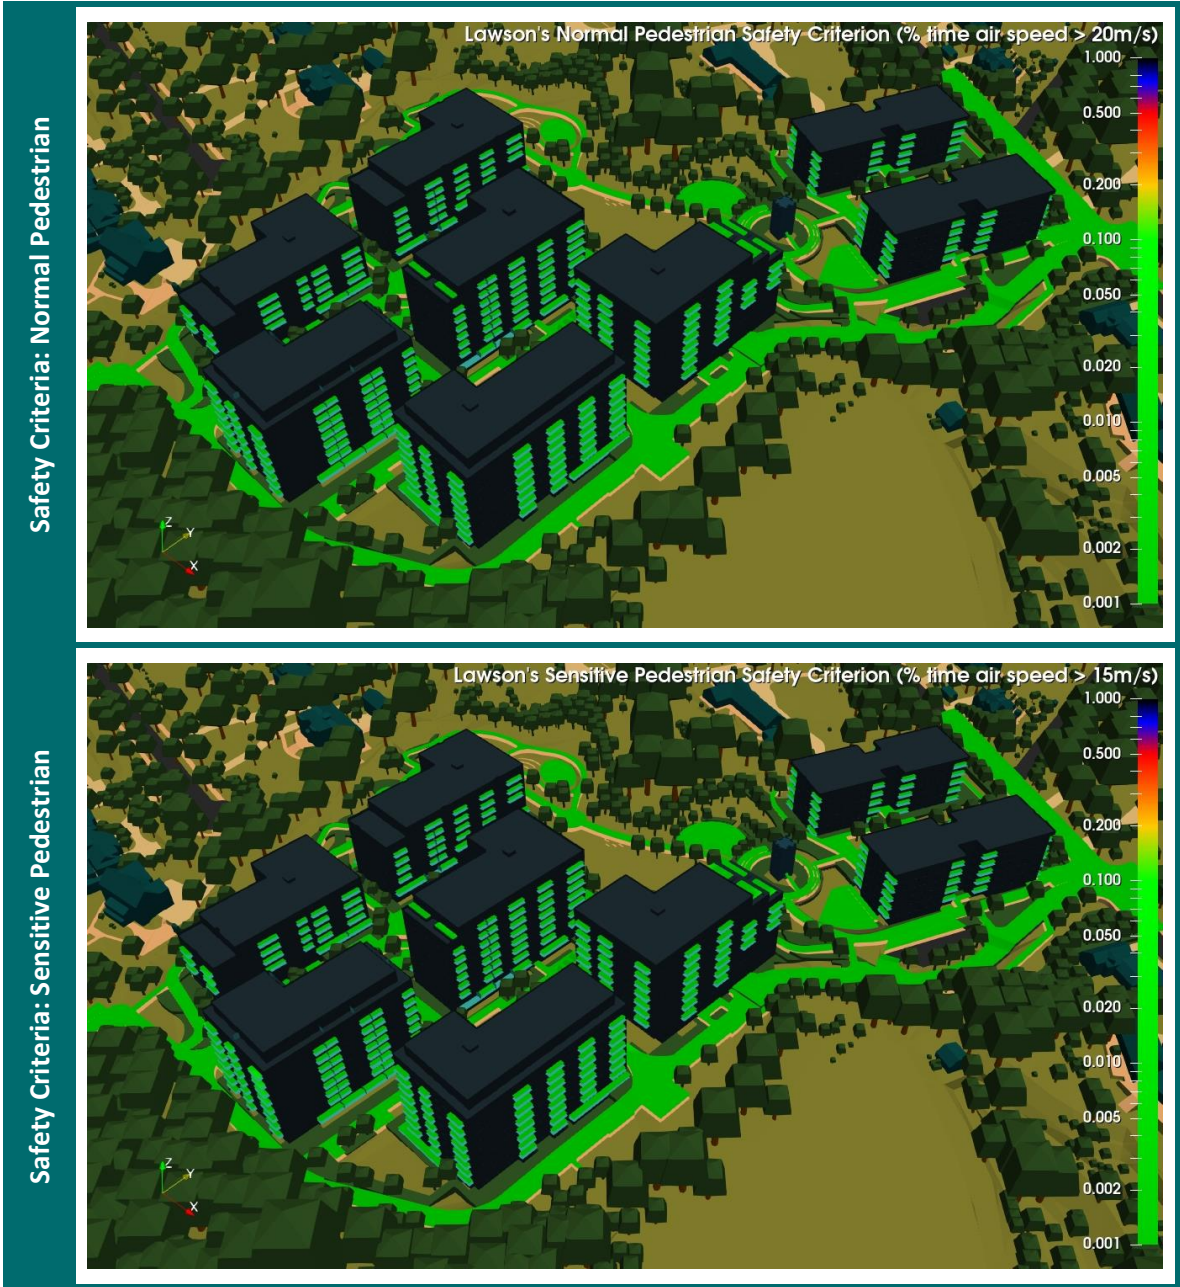 Safety Criteria: Normal Pedestrian
Lawson's Normal Pedestrian Safety Criterion (% time air speed > 20m/s)
1.000
0.500
0.200
0.100
0.050
0.020
0.010
0.005
0.002
0.001
Z
Y
X
Safety Criteria: Sensitive Pedestrian
Lawson's Sensitive Pedestrian Safety Criterion (% time air speed > 15m/s)
1.000
0.500
0.200
0.100
0.050
0.020
0.010
0.005
0.002
0.001
Z
Y
X